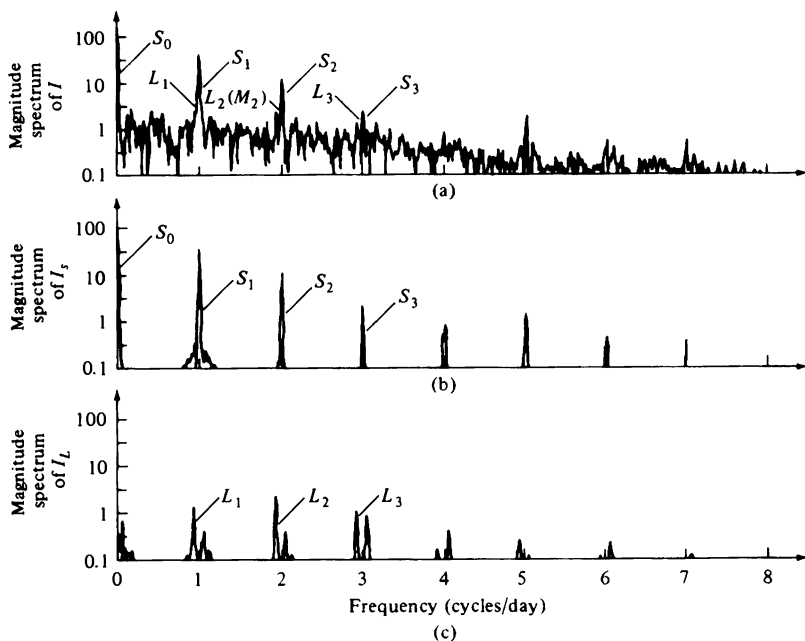 Magnitude
spectrum
of I
100
10
1
0.1
S₀
L₁
S₁
L₂(M₂)
S₂
L₃
S₃
(a)
Magnitude
spectrum
of Iₛ
100
10
1
0.1
S₀
S₁
S₂
S₃
(b)
Magnitude
spectrum
of I_L
100
10
1
0.1
L₁
L₂
L₃
0 1 2 3 4 5 6 7 8
Frequency (cycles/day)
(c)